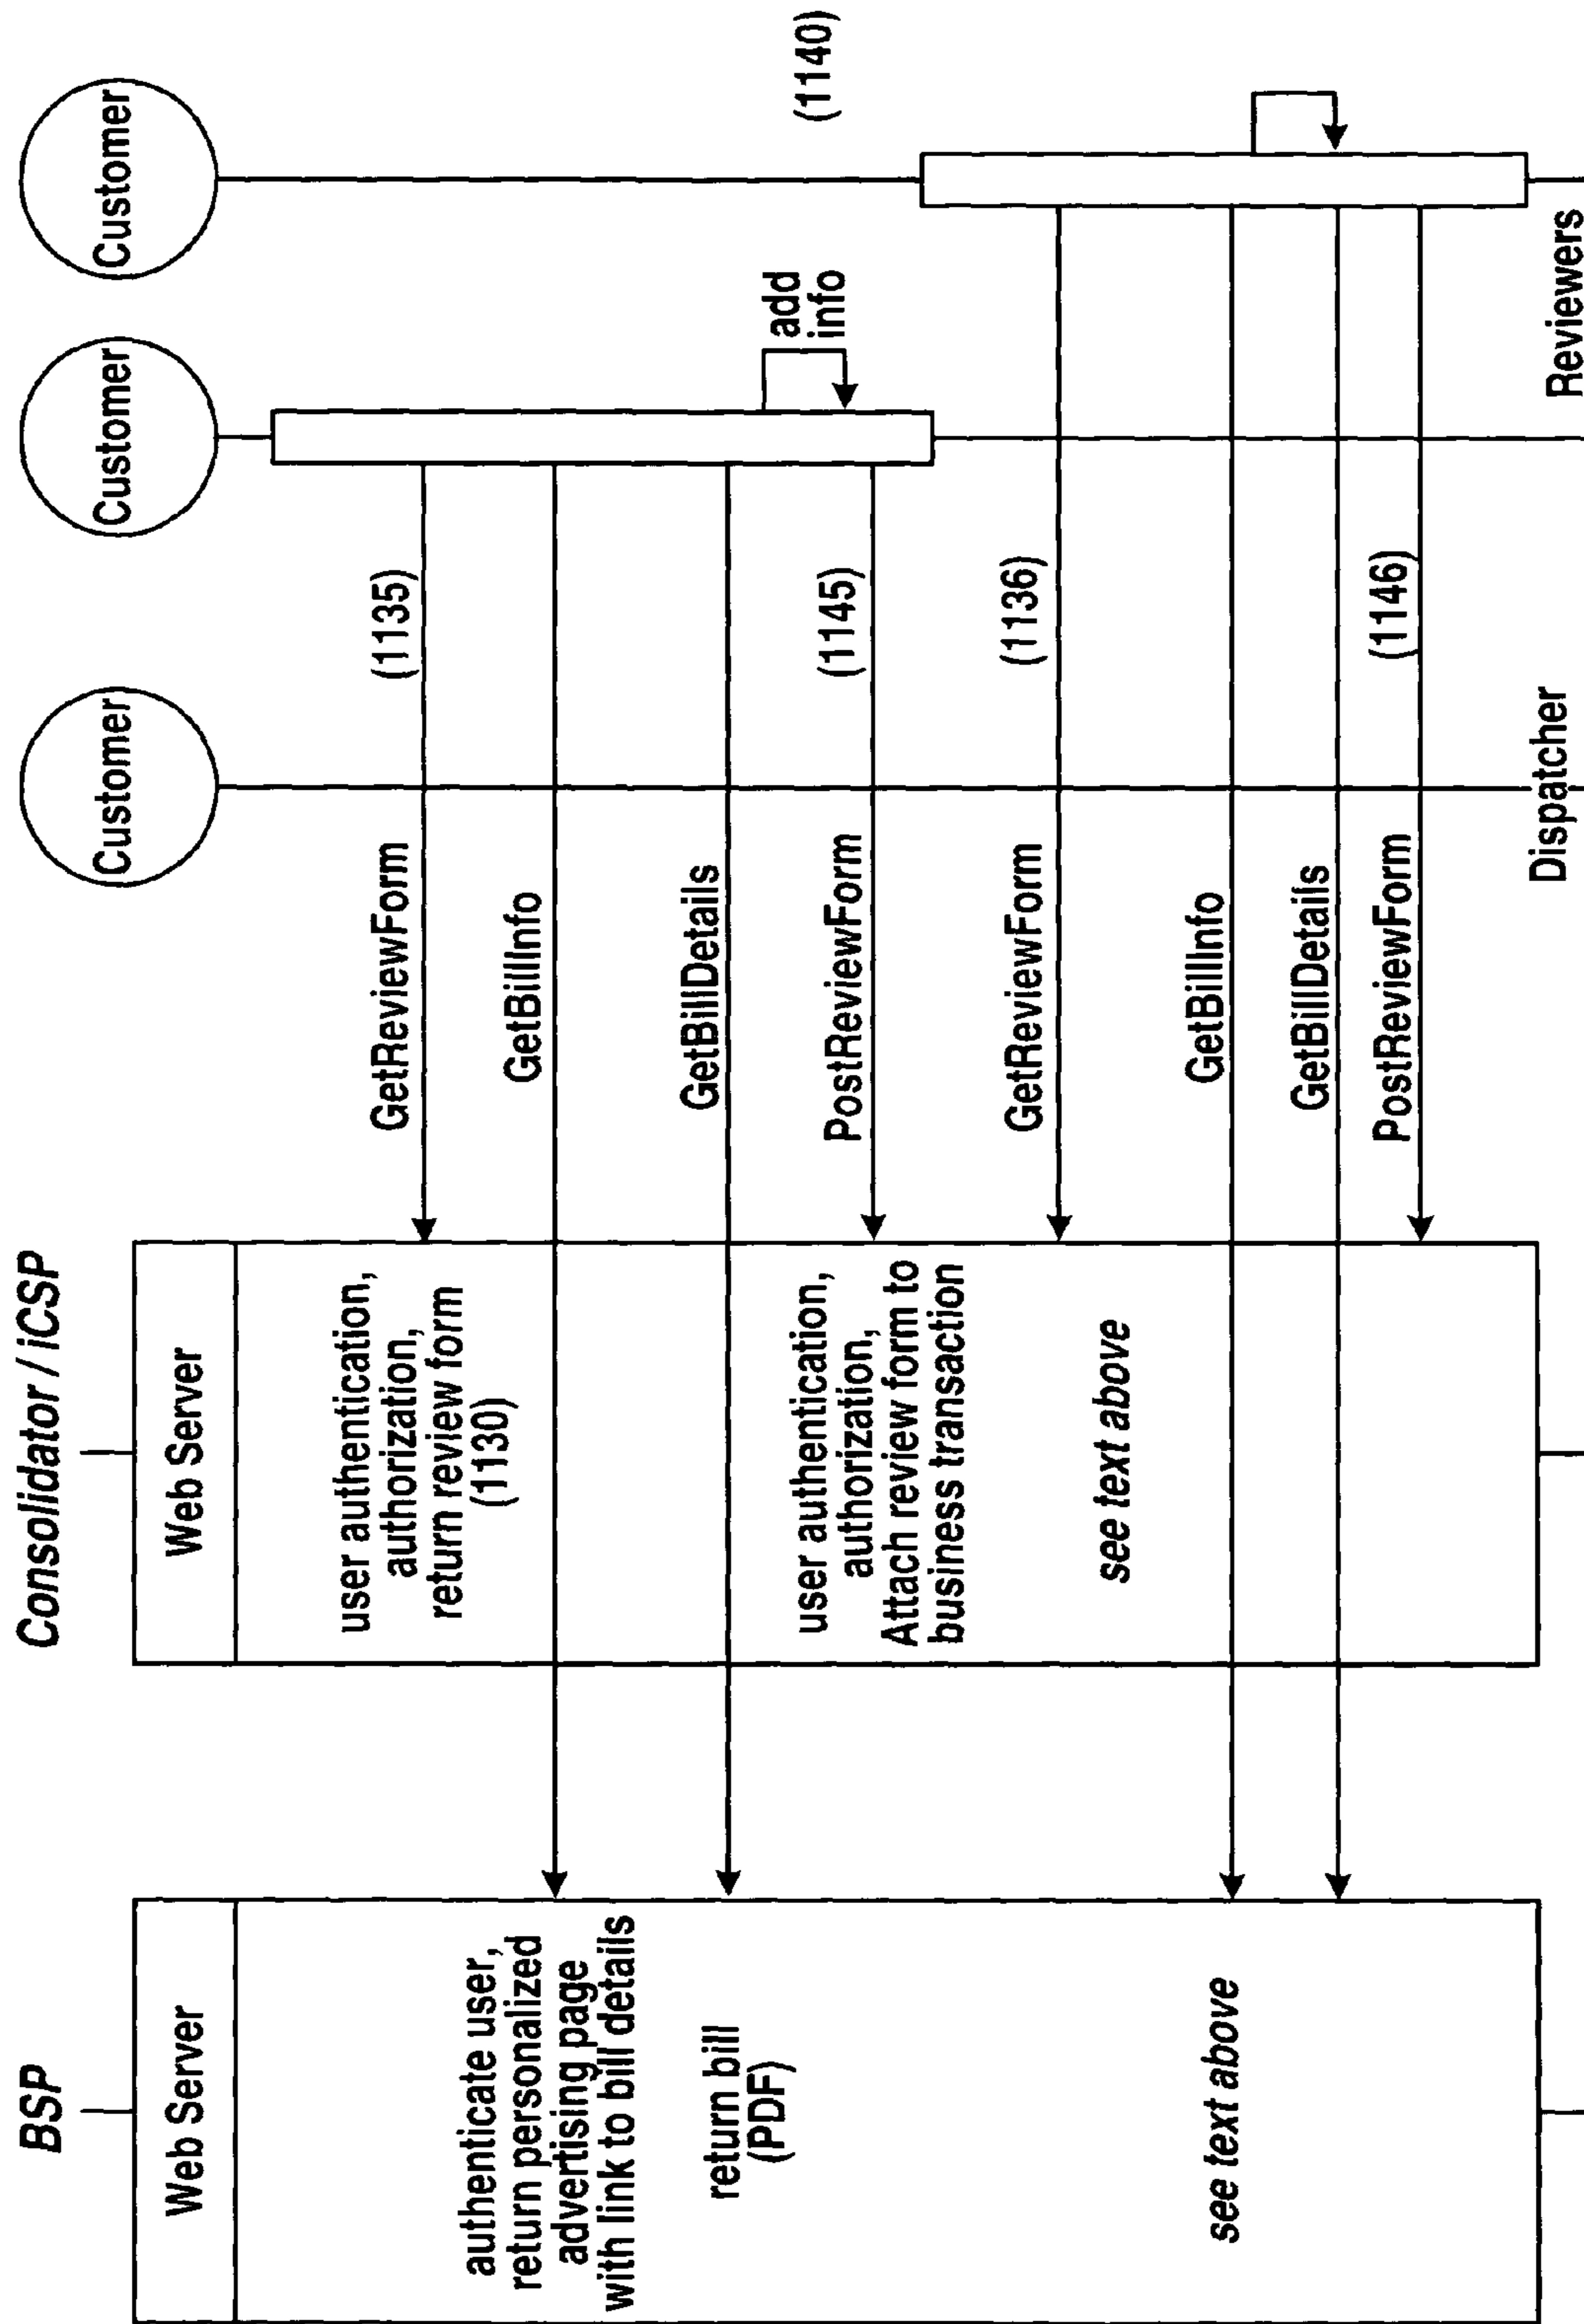 BSP
Consolidator / iCSP
Customer
Customer
Customer
Web Server
Web Server
GetReviewForm
(1135)
user authentication,
authorization,
return review form
(1130)
GetBillInfo
authenticate user,
return personalized
advertising page
with link to bill details
GetBillDetails
return bill
(PDF)
add
info
PostReviewForm
(1145)
user authentication,
authorization,
Attach review form to
business transaction
(1140)
GetReviewForm
(1136)
see text above
GetBillInfo
see text above
GetBillDetails
PostReviewForm
(1146)
Dispatcher
Reviewers